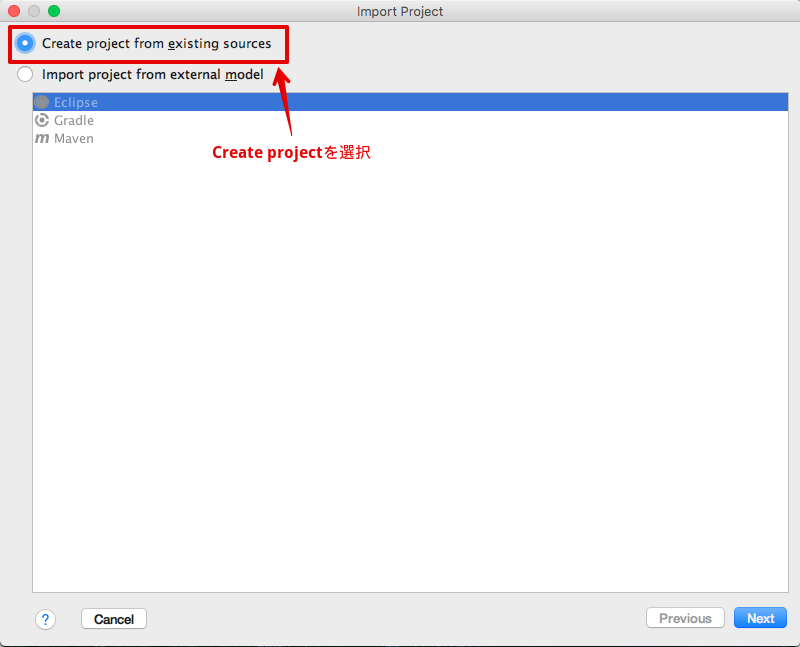 Import Project
Create project from existing sources
Import project from external model
Eclipse
Gradle
m Maven
Create projectを選択
?
Cancel
Previous
Next